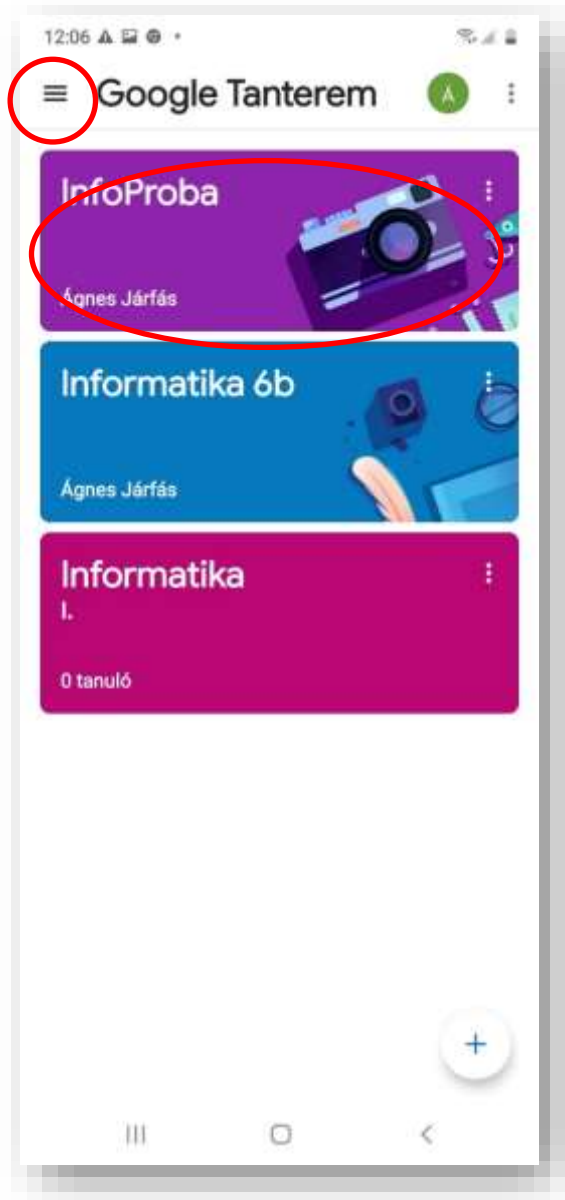 12:06
Google Tanterem
A
InfoProba
Ágnes Járfás
Informatika 6b
Ágnes Járfás
Informatika
I.
0 tanuló